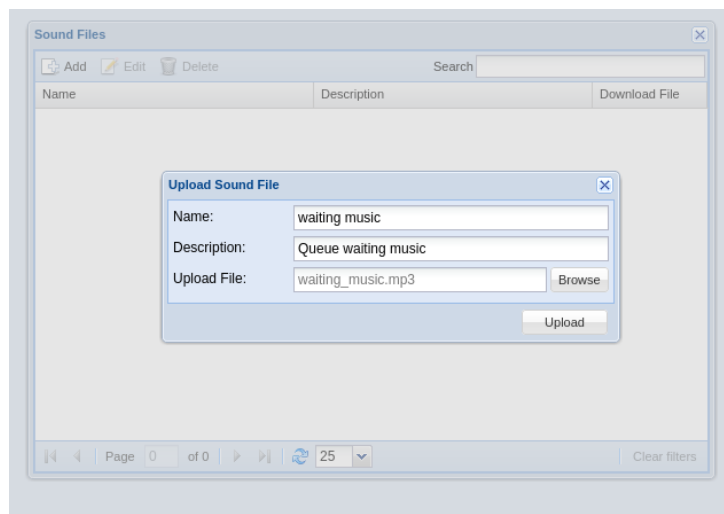 Sound Files
Add Edit Delete Search
Name Description Download File
Upload Sound File
Name: waiting music
Description: Queue waiting music
Upload File: waiting_music.mp3 Browse
Upload
Page 0 of 0 25 Clear filters